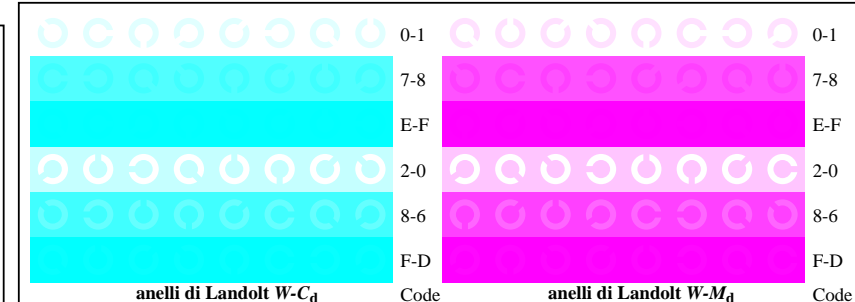 0-1 0-1
7-8 7-8
E-F E-F
2-0 2-0
8-6 8-6
F-D F-D
anelli di Landolt W-Cd Code anelli di Landolt W-Md Code